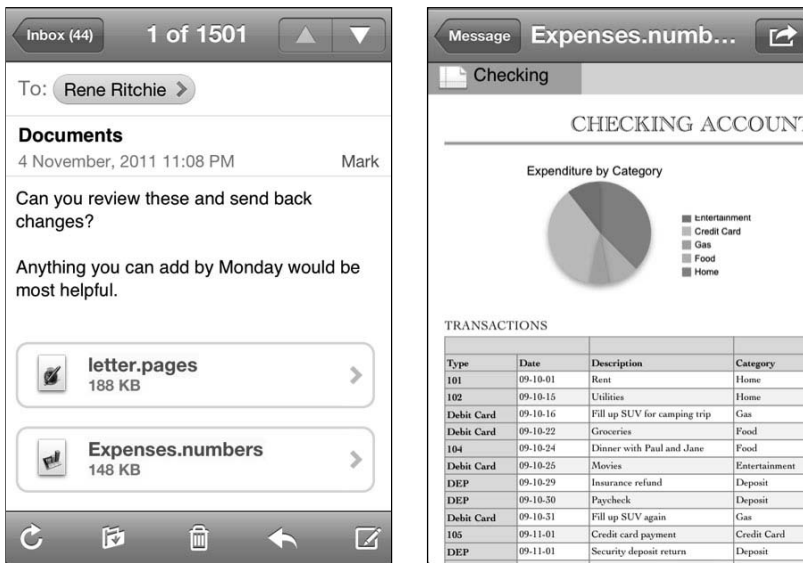 Inbox (44)
1 of 1501
To: Rene Ritchie
Documents
4 November, 2011 11:08 PM Mark
Can you review these and send back
changes?
Anything you can add by Monday would be
most helpful.
letter.pages
188 KB
Expenses.numbers
148 KB
Message
Expenses.numb...
Checking
CHECKING ACCOUNT
Expenditure by Category
Entertainment
Credit Card
Gas
Food
Home
TRANSACTIONS
Type Date Description Category
101 09-10-01 Rent Home
102 09-10-15 Utilities Home
Debit Card 09-10-16 Fill up SUV for camping trip Gas
Debit Card 09-10-22 Groceries Food
104 09-10-24 Dinner with Paul and Jane Food
Debit Card 09-10-25 Movies Entertainment
DEP 09-10-29 Insurance refund Deposit
DEP 09-10-30 Paycheck Deposit
Debit Card 09-10-31 Fill up SUV again Gas
105 09-11-01 Credit card payment Credit Card
DEP 09-11-01 Security deposit return Deposit